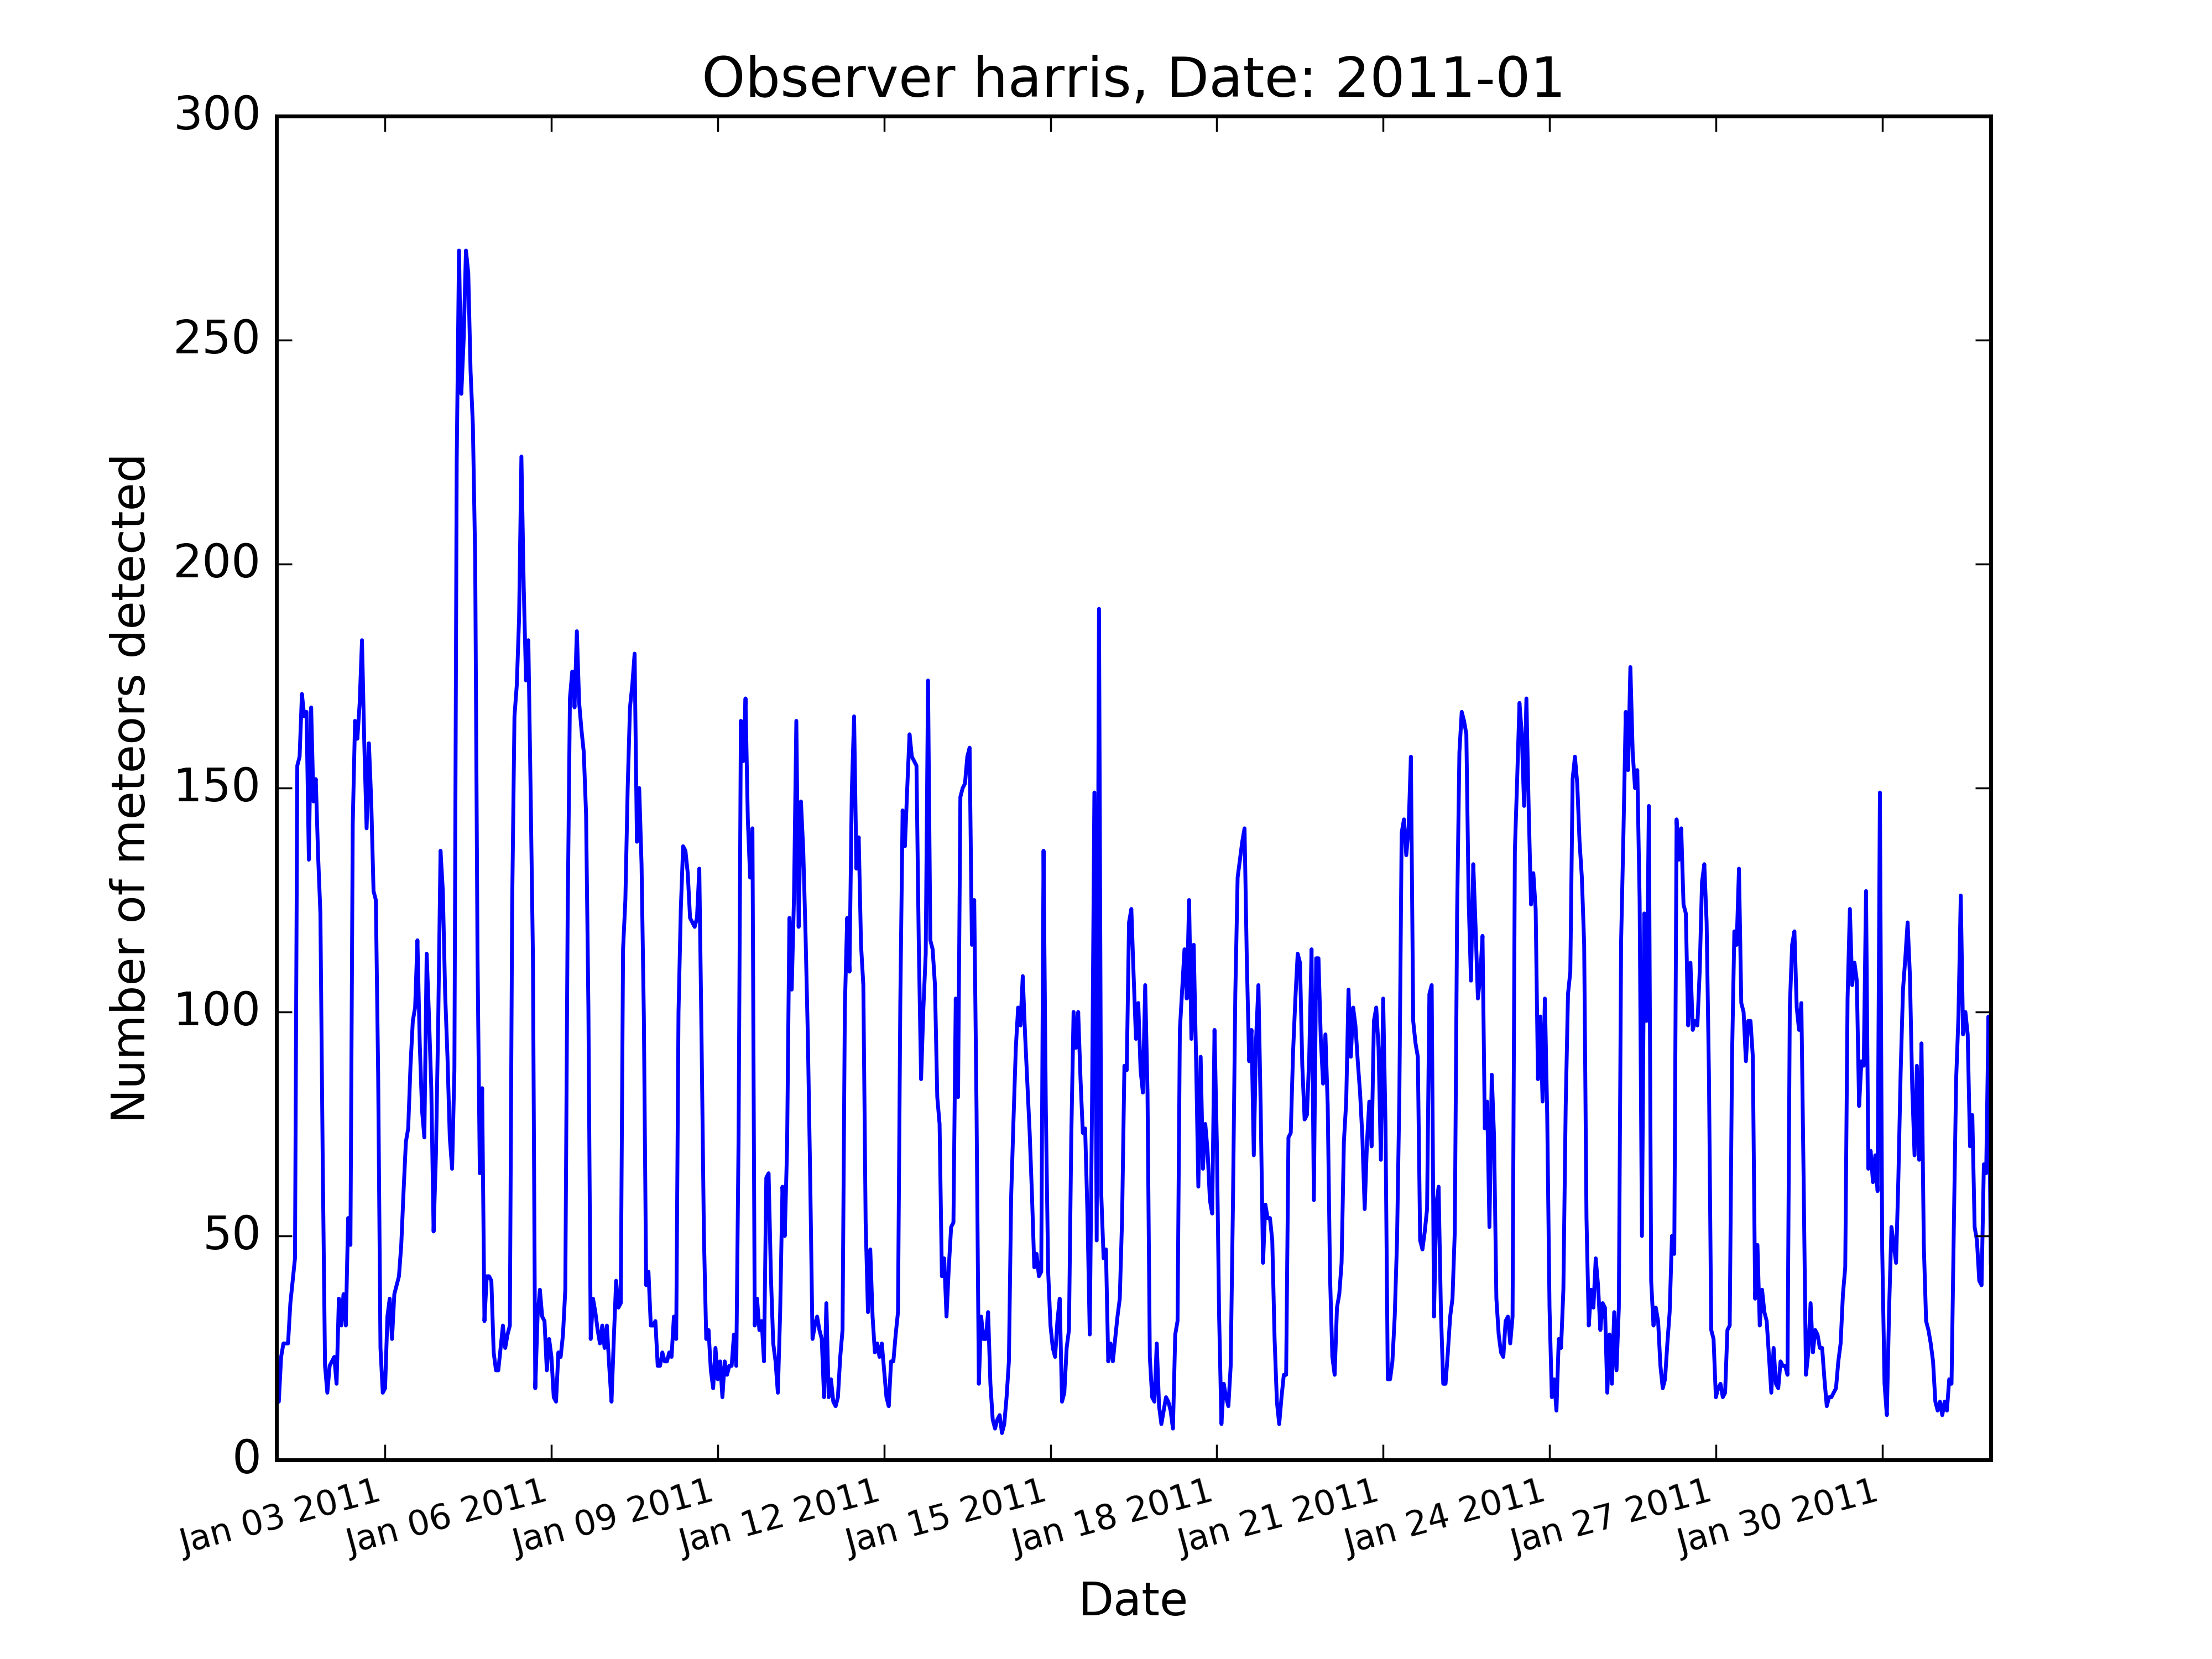 Observer harris, Date: 2011-01
300
250
200
150
100
50
0
Number of meteors detected
Jan 03 2011
Jan 06 2011
Jan 09 2011
Jan 12 2011
Jan 15 2011
Jan 18 2011
Jan 21 2011
Jan 24 2011
Jan 27 2011
Jan 30 2011
Date